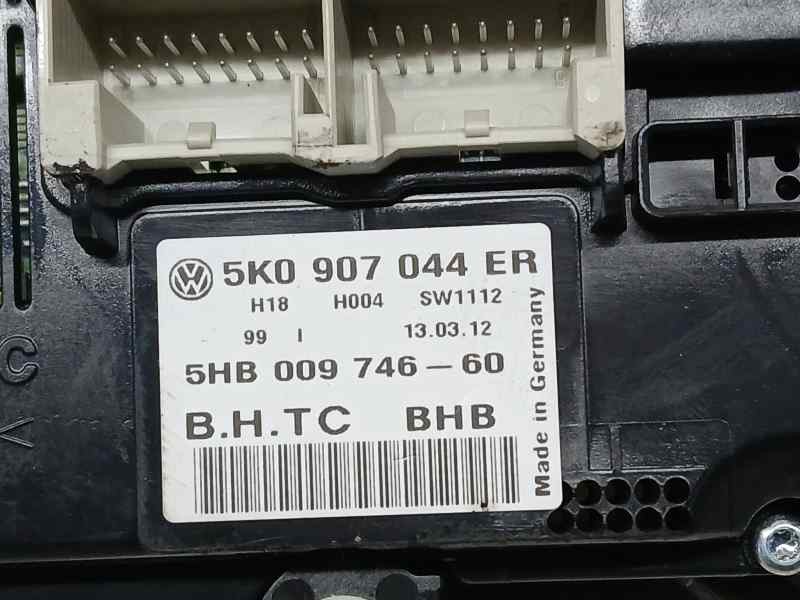 5K0 907 044 ER
H18 H004 SW1112
99 I 13.03.12
5HB 009 746-60
B.H.TC BHB
Made in Germany
C